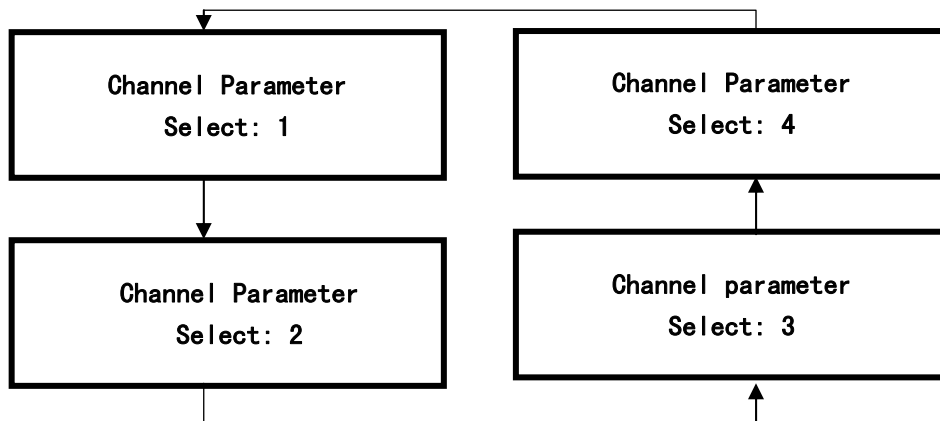 Channel Parameter
Select: 1
Channel Parameter
Select: 2
Channel parameter
Select: 3
Channel Parameter
Select: 4